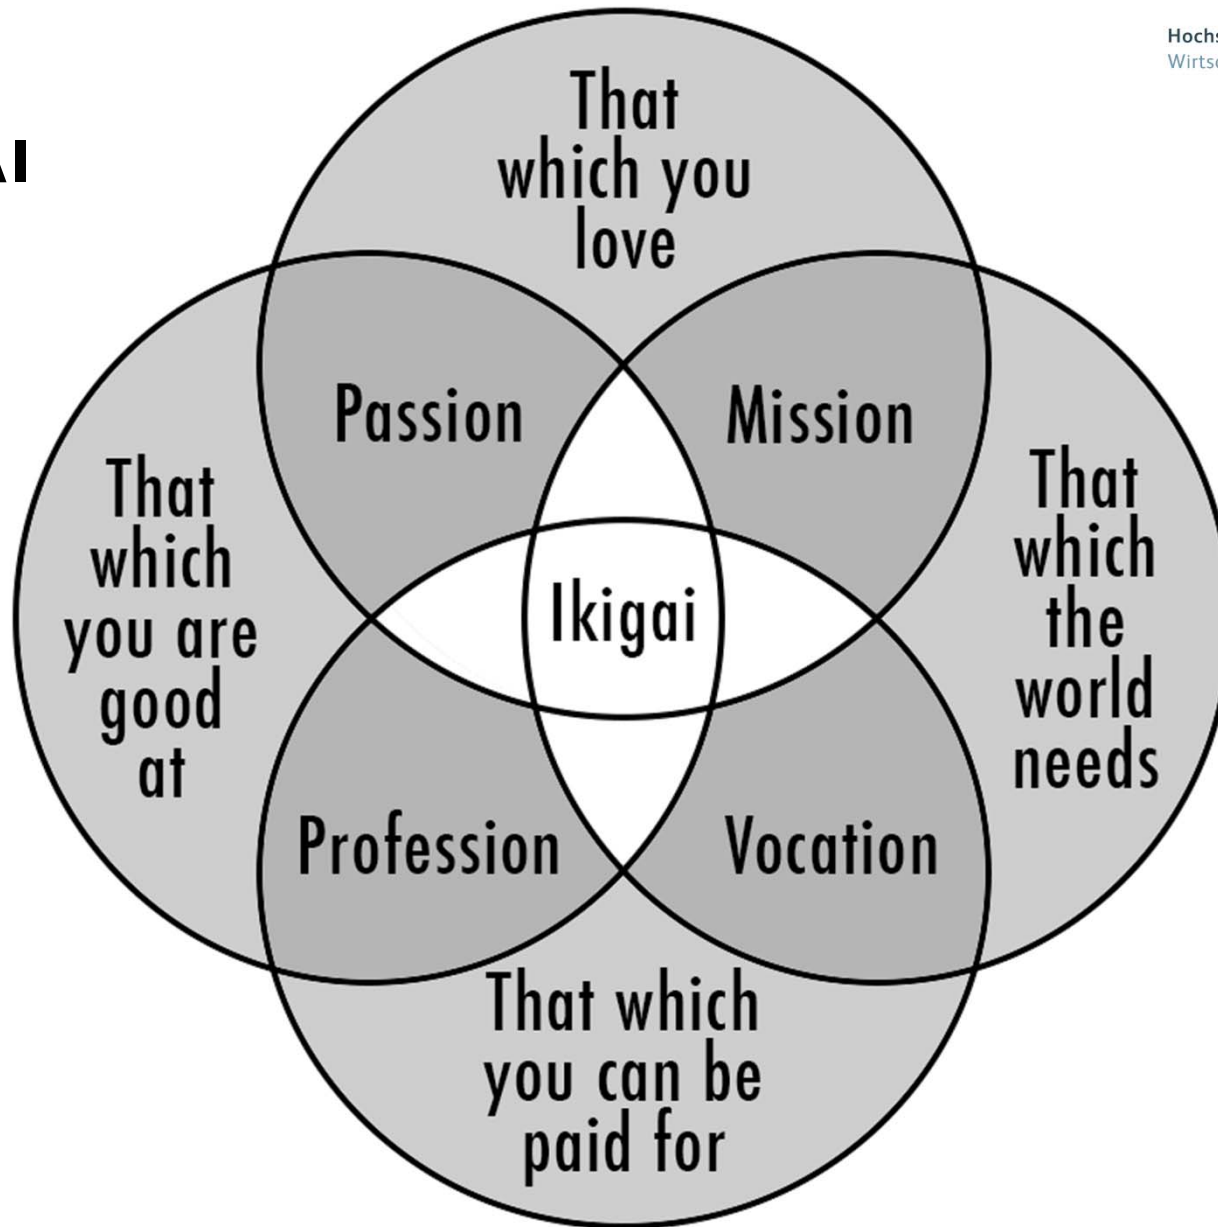 AI
That
which you
love
Passion
Mission
That
which
you are
good
at
That
which
the
world
needs
Ikigai
Profession
Vocation
That which
you can be
paid for